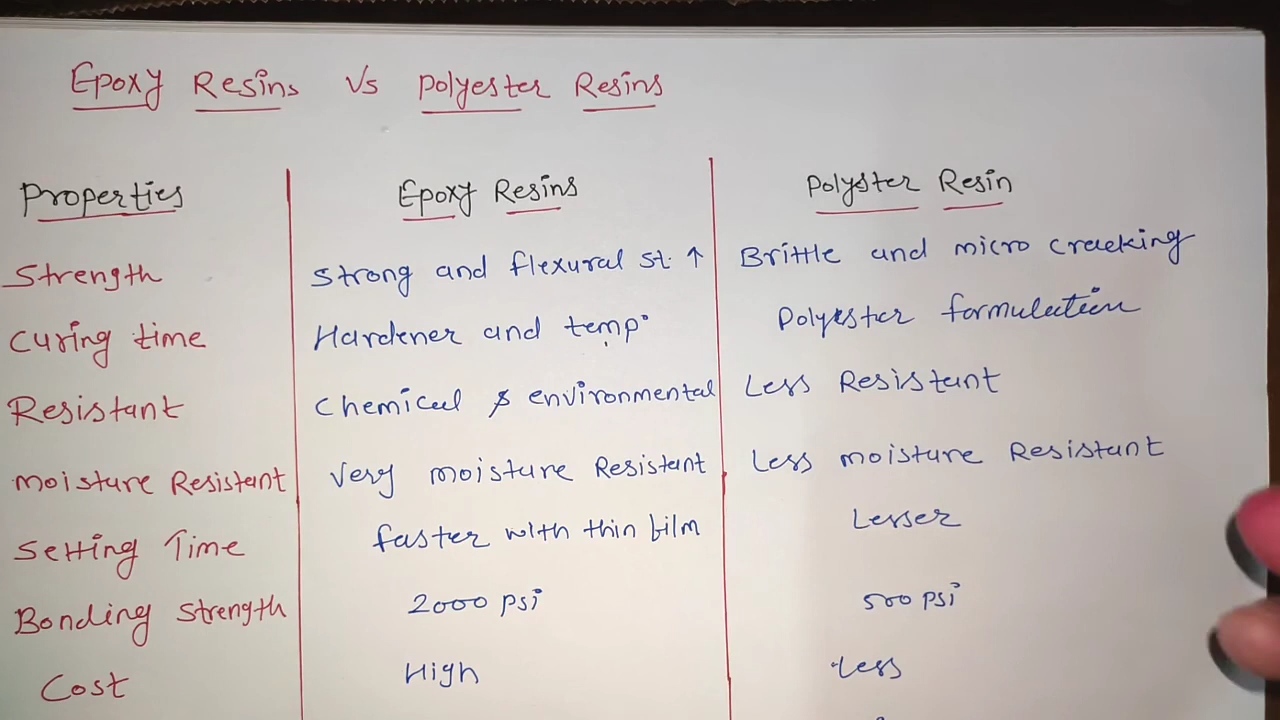 Epoxy Resins Vs Polyester Resins
Properties Epoxy Resins Polyster Resin
Strength Strong and flexural st. ↑ Brittle and micro cracking
Curing time Hardener and temp. Polyester formulation
Resistant Chemical & environmental Less Resistant
Moisture Resistant Very moisture Resistant Less moisture Resistant
Setting Time faster with thin film Lesser
Bonding Strength 2000 psi 500 psi
Cost High Less